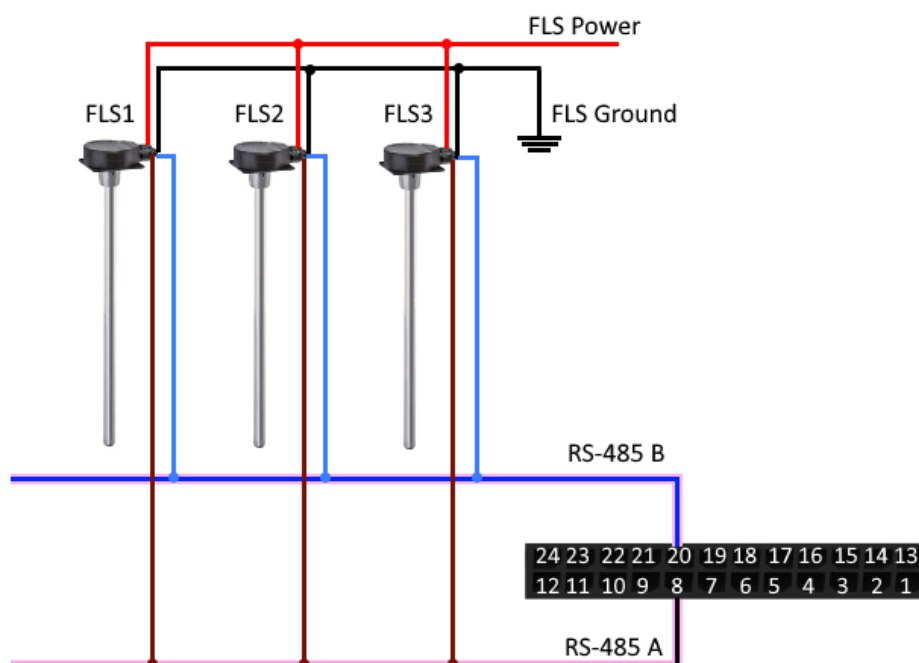 FLS Power
FLS1
FLS2
FLS3
FLS Ground
RS-485 B
24 23 22 21 20 19 18 17 16 15 14 13
12 11 10 9 8 7 6 5 4 3 2 1
RS-485 A